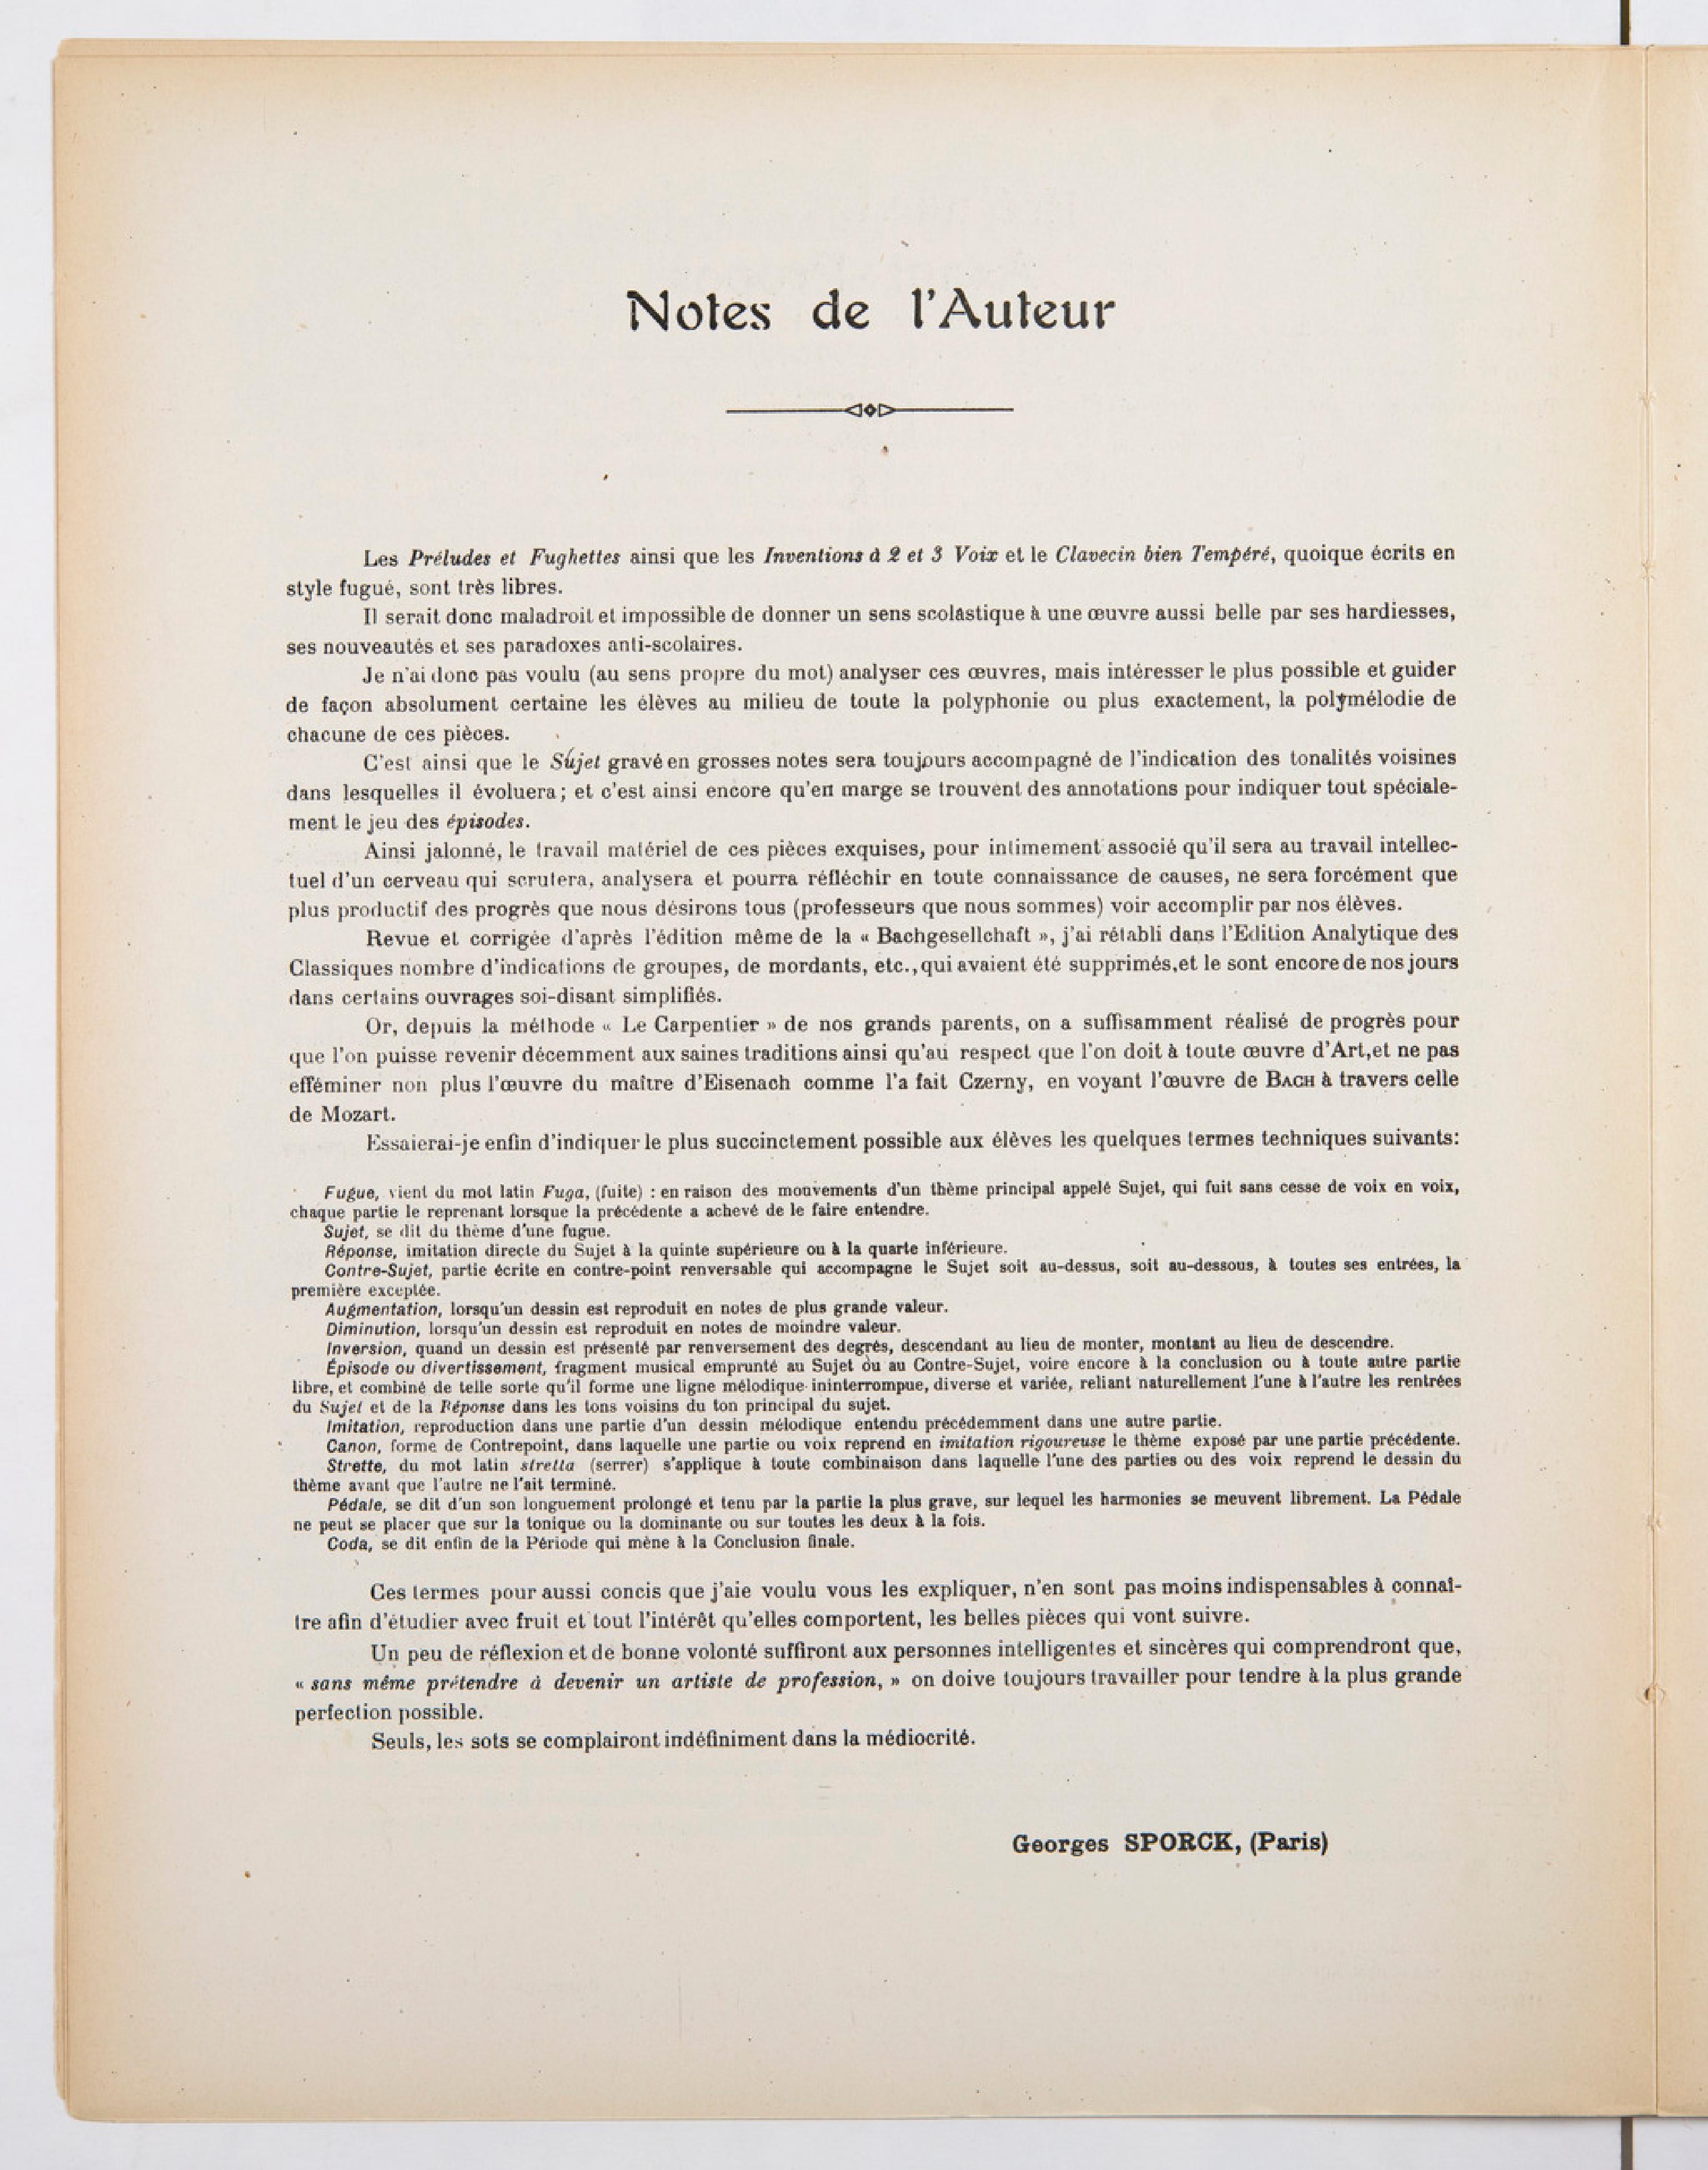 Notes de l'Auteur
Les Préludes et Fughettes ainsi que les Inventions à 2 et 3 Voix et le Clavecin bien Tempéré, quoique écrits en
style fugué, sont très libres.
Il serait donc maladroit et impossible de donner un sens scolastique à une œuvre aussi belle par ses hardiesses,
ses nouveautés et ses paradoxes anti-scolaires.
Je n'ai donc pas voulu (au sens propre du mot) analyser ces œuvres, mais intéresser le plus possible et guider
de façon absolument certaine les élèves au milieu de toute la polyphonie ou plus exactement, la polymélodie de
chacune de ces pièces.
C'est ainsi que le Sujet gravé en grosses notes sera toujours accompagné de l'indication des tonalités voisines
dans lesquelles il évoluera; et c'est ainsi encore qu'en marge se trouvent des annotations pour indiquer tout spéciale-
ment le jeu des épisodes.
Ainsi jalonné, le travail matériel de ces pièces exquises, pour intimement associé qu'il sera au travail intellec-
tuel d'un cerveau qui scrutera, analysera et pourra réfléchir en toute connaissance de causes, ne sera forcément que
plus productif des progrès que nous désirons tous (professeurs que nous sommes) voir accomplir par nos élèves.
Revue et corrigée d'après l'édition même de la « Bachgesellchaft », j'ai rétabli dans l'Edition Analytique des
Classiques nombre d'indications de groupes, de mordants, etc., qui avaient été supprimés,et le sont encore de nos jours
dans certains ouvrages soi-disant simplifiés.
Or, depuis la méthode « Le Carpentier » de nos grands parents, on a suffisamment réalisé de progrès pour
que l'on puisse revenir décemment aux saines traditions ainsi qu'au respect que l'on doit à toute œuvre d'Art,et ne pas
efféminer non plus l'œuvre du maître d'Eisenach comme l'a fait Czerny, en voyant l'œuvre de BACH à travers celle
de Mozart.
Essaierai-je enfin d'indiquer le plus succinctement possible aux élèves les quelques termes techniques suivants:
Fugue, vient du mot latin Fuga, (fuite) : en raison des mouvements d'un thème principal appelé Sujet, qui fuit sans cesse de voix en voix,
chaque partie le reprenant lorsque la précédente a achevé de le faire entendre.
Sujet, se dit du thème d'une fugue.
Réponse, imitation directe du Sujet à la quinte supérieure ou à la quarte inférieure.
Contre-Sujet, partie écrite en contre-point renversable qui accompagne le Sujet soit au-dessus, soit au-dessous, à toutes ses entrées, la
première exceptée.
Augmentation, lorsqu'un dessin est reproduit en notes de plus grande valeur.
Diminution, lorsqu'un dessin est reproduit en notes de moindre valeur.
Inversion, quand un dessin est présenté par renversement des degrés, descendant au lieu de monter, montant au lieu de descendre.
Épisode ou divertissement, fragment musical emprunté au Sujet ou au Contre-Sujet, voire encore à la conclusion ou à toute autre partie
libre, et combiné de telle sorte qu'il forme une ligne mélodique ininterrompue, diverse et variée, reliant naturellement l'une à l'autre les rentrées
du Sujet et de la Réponse dans les tons voisins du ton principal du sujet.
Imitation, reproduction dans une partie d'un dessin mélodique entendu précédemment dans une autre partie.
Canon, forme de Contrepoint, dans laquelle une partie ou voix reprend en imitation rigoureuse le thème exposé par une partie précédente.
Strette, du mot latin stretta (serrer) s'applique à toute combinaison dans laquelle l'une des parties ou des voix reprend le dessin du
thème avant que l'autre ne l'ait terminé.
Pédale, se dit d'un son longuement prolongé et tenu par la partie la plus grave, sur lequel les harmonies se meuvent librement. La Pédale
ne peut se placer que sur la tonique ou la dominante ou sur toutes les deux à la fois.
Coda, se dit enfin de la Période qui mène à la Conclusion finale.
Ces termes pour aussi concis que j'aie voulu vous les expliquer, n'en sont pas moins indispensables à connaî-
tre afin d'étudier avec fruit et tout l'intérêt qu'elles comportent, les belles pièces qui vont suivre.
Un peu de réflexion et de bonne volonté suffiront aux personnes intelligentes et sincères qui comprendront que,
« sans même prétendre à devenir un artiste de profession, » on doive toujours travailler pour tendre à la plus grande
perfection possible.
Seuls, les sots se complairont indéfiniment dans la médiocrité.
Georges SPORCK, (Paris)